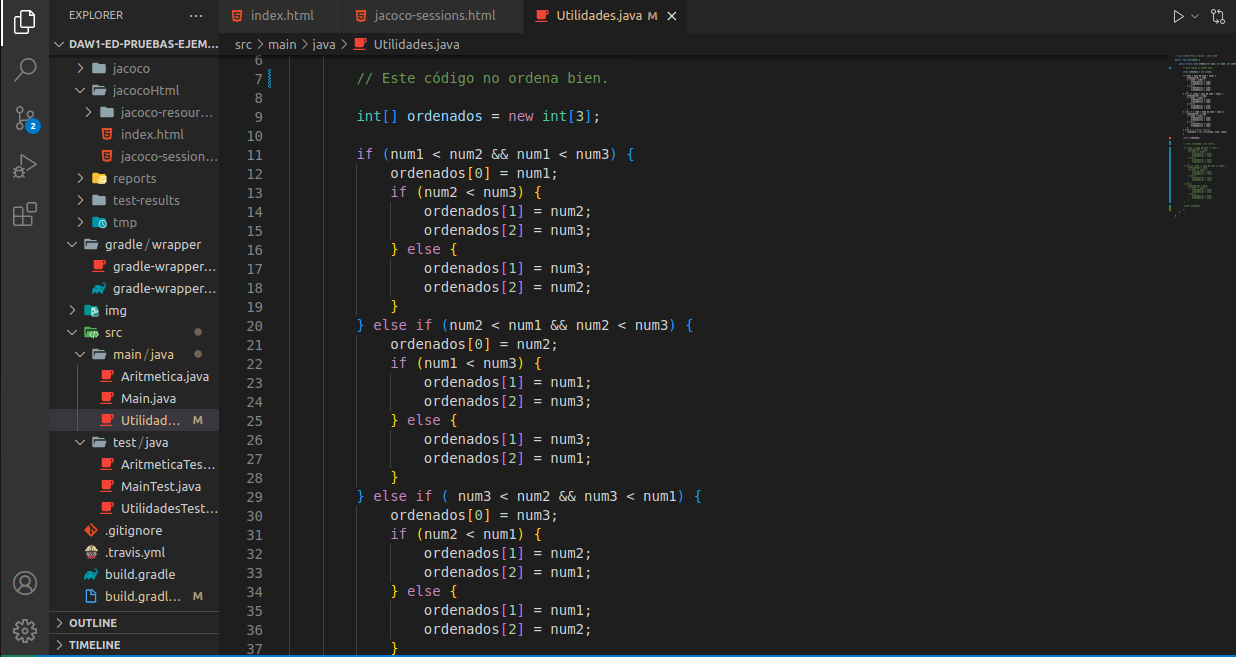 EXPLORER ···
index.html
jacoco-sessions.html
Utilidades.java M
DAW1-ED-PRUEBAS-EJEM...
src > main > java > Utilidades.java
jacoco
jacocoHtml
jacoco-resour...
index.html
jacoco-session...
reports
test-results
tmp
gradle/wrapper
gradle-wrapper...
gradle-wrapper...
img
src
main/java
Aritmetica.java
Main.java
Utilidad... M
test/java
AritmeticaTes...
MainTest.java
UtilidadesTest...
.gitignore
.travis.yml
build.gradle
build.gradl... M
OUTLINE
TIMELINE
2
6
7 // Este código no ordena bien.
8
9 int[] ordenados = new int[3];
10
11 if (num1 < num2 && num1 < num3) {
12 ordenados[0] = num1;
13 if (num2 < num3) {
14 ordenados[1] = num2;
15 ordenados[2] = num3;
16 } else {
17 ordenados[1] = num3;
18 ordenados[2] = num2;
19 }
20 } else if (num2 < num1 && num2 < num3) {
21 ordenados[0] = num2;
22 if (num1 < num3) {
23 ordenados[1] = num1;
24 ordenados[2] = num3;
25 } else {
26 ordenados[1] = num3;
27 ordenados[2] = num1;
28 }
29 } else if ( num3 < num2 && num3 < num1) {
30 ordenados[0] = num3;
31 if (num2 < num1) {
32 ordenados[1] = num2;
33 ordenados[2] = num1;
34 } else {
35 ordenados[1] = num1;
36 ordenados[2] = num2;
37 }